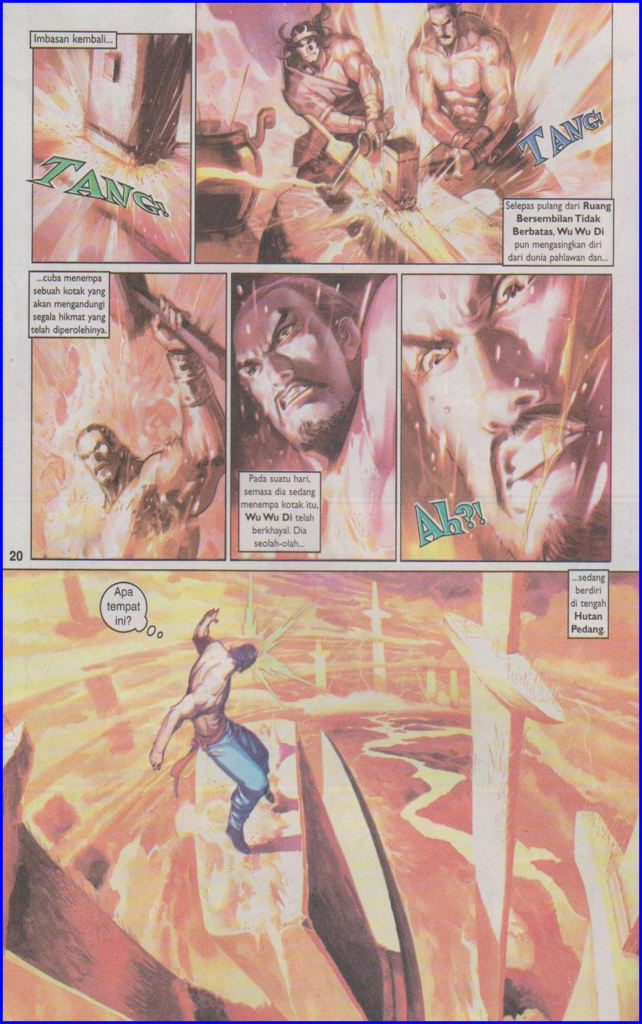 Imbasan kembali...
TANG!
TANG!
Selepas pulang dari Ruang
Bersembilan Tidak
Berbatas, Wu Wu Di
pun mengasingkan diri
dari dunia pahlawan dan...
...cuba menempa
sebuah kotak yang
akan mengandungi
segala hikmat yang
telah diperolehinya.
Pada suatu hari,
semasa dia sedang
menempa kotak itu,
Wu Wu Di telah
berkhayal. Dia
seolah-olah...
Ah?!
20
Apa
tempat
ini?
...sedang
berdiri
di tengah
Hutan
Pedang.